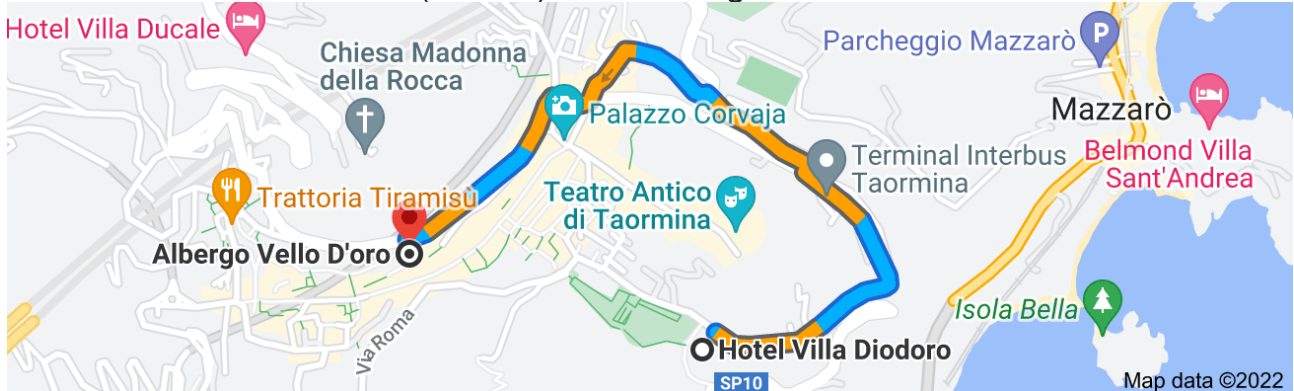 Hotel Villa Ducale
Chiesa Madonna
della Rocca
Parcheggio Mazzarò
P
Mazzarò
Palazzo Corvaja
Belmond Villa
Sant'Andrea
Terminal Interbus
Taormina
Trattoria Tiramisù
Teatro Antico
di Taormina
Albergo Vello D'oro
Isola Bella
Via Roma
Hotel Villa Diodoro
SP10
Map data ©2022